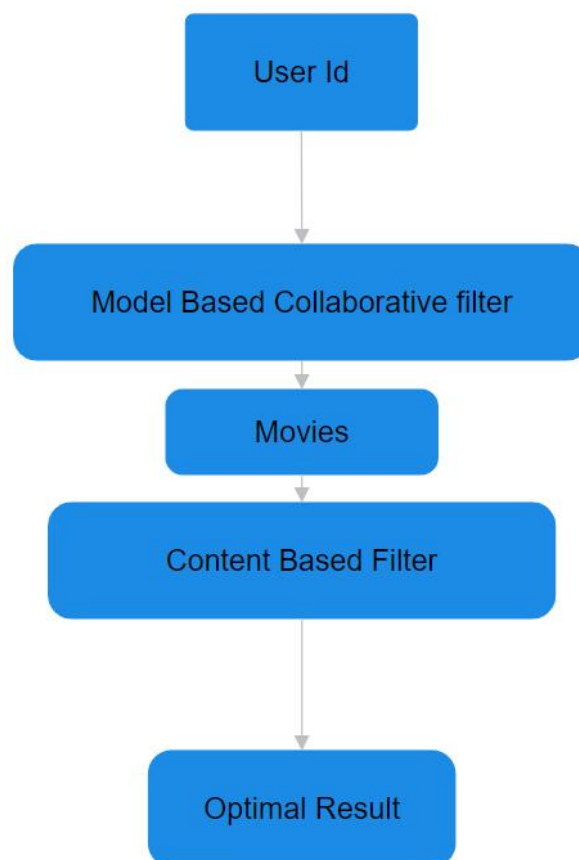 User Id
Model Based Collaborative filter
Movies
Content Based Filter
Optimal Result